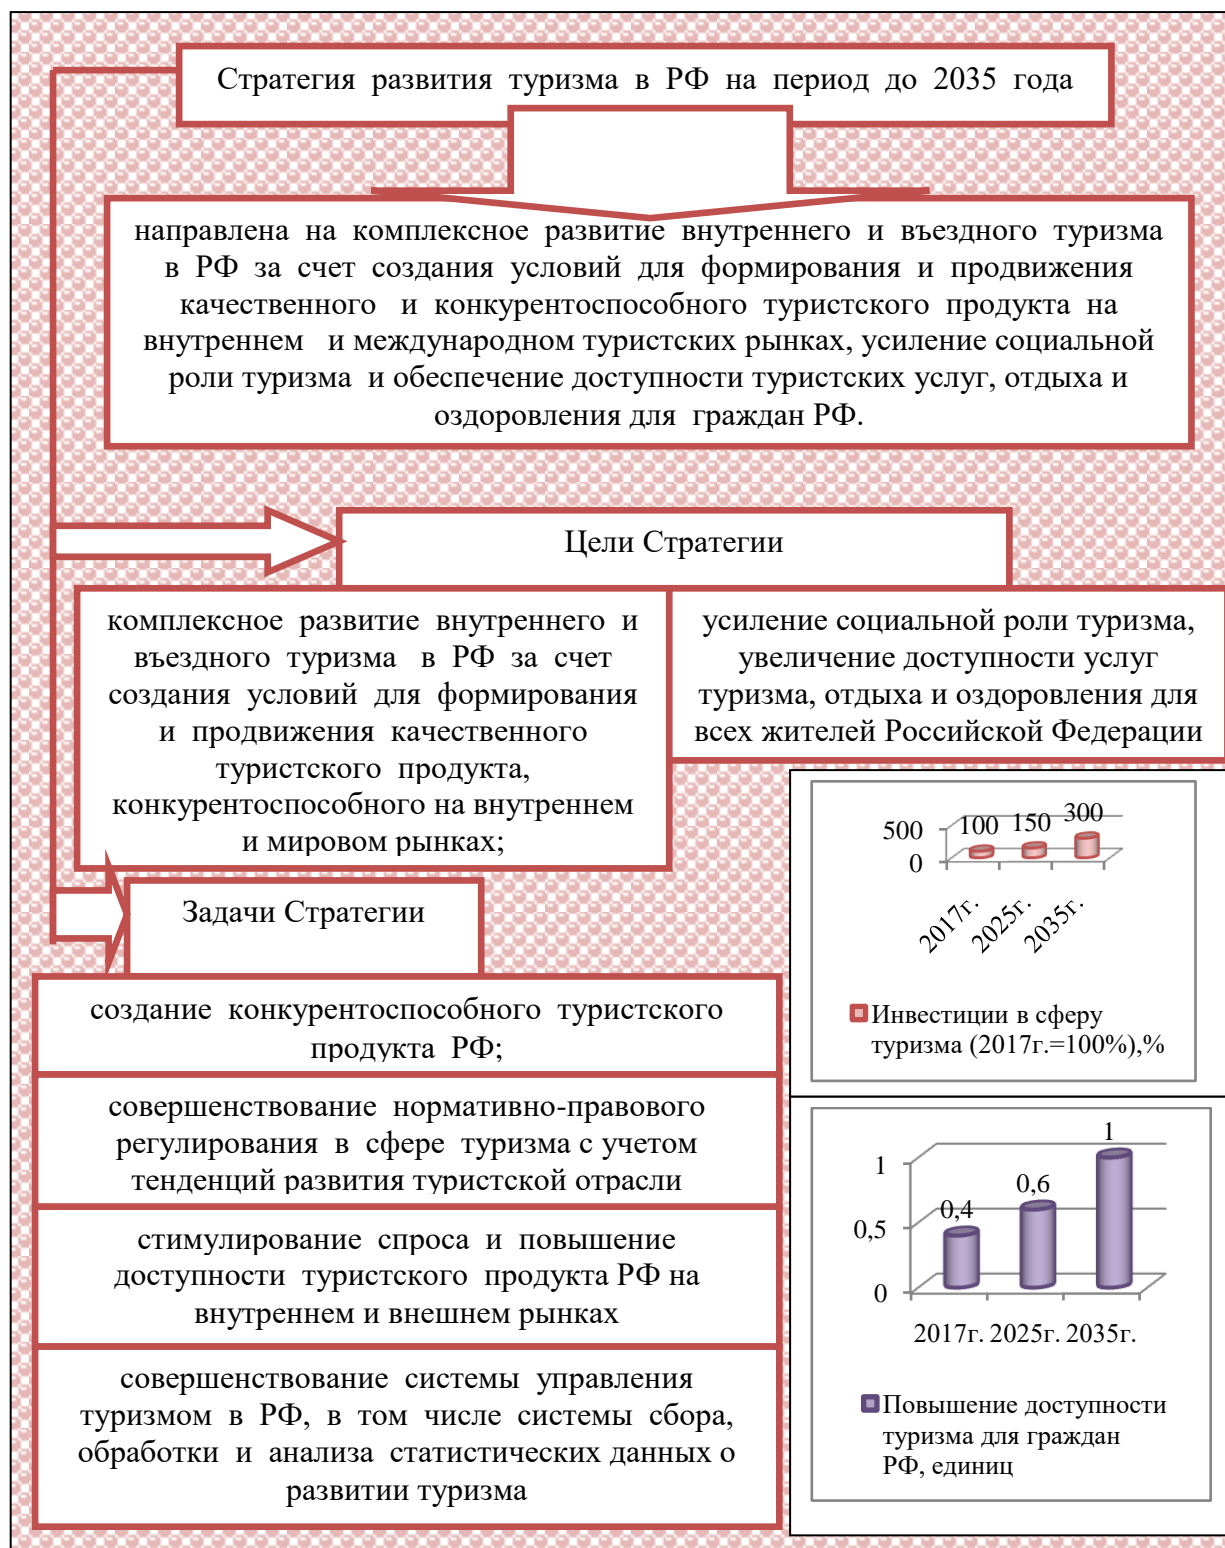 Стратегия развития туризма в РФ на период до 2035 года
направлена на комплексное развитие внутреннего и въездного туризма
в РФ за счет создания условий для формирования и продвижения
качественного и конкурентоспособного туристского продукта на
внутреннем и международном туристских рынках, усиление социальной
роли туризма и обеспечение доступности туристских услуг, отдыха и
оздоровления для граждан РФ.
Цели Стратегии
комплексное развитие внутреннего и
въездного туризма в РФ за счет
создания условий для формирования
и продвижения качественного
туристского продукта,
конкурентоспособного на внутреннем
и мировом рынках;
усиление социальной роли туризма,
увеличение доступности услуг
туризма, отдыха и оздоровления для
всех жителей Российской Федерации
Задачи Стратегии
создание конкурентоспособного туристского
продукта РФ;
совершенствование нормативно-правового
регулирования в сфере туризма с учетом
тенденций развития туристской отрасли
стимулирование спроса и повышение
доступности туристского продукта РФ на
внутреннем и внешнем рынках
совершенствование системы управления
туризмом в РФ, в том числе системы сбора,
обработки и анализа статистических данных о
развитии туризма
500
0
100 150 300
2017г.
2025г.
2035г.
Инвестиции в сферу
туризма (2017г.=100%),%
1
0,5
0
0,4
0,6
1
2017г. 2025г. 2035г.
Повышение доступности
туризма для граждан
РФ, единиц